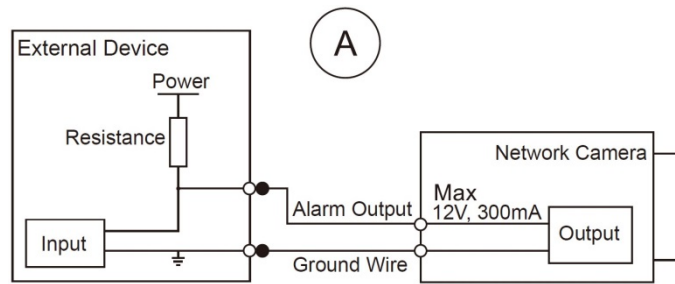 A
External Device
Power
Resistance
Input
Alarm Output
Ground Wire
Network Camera
Max
12V, 300mA
Output